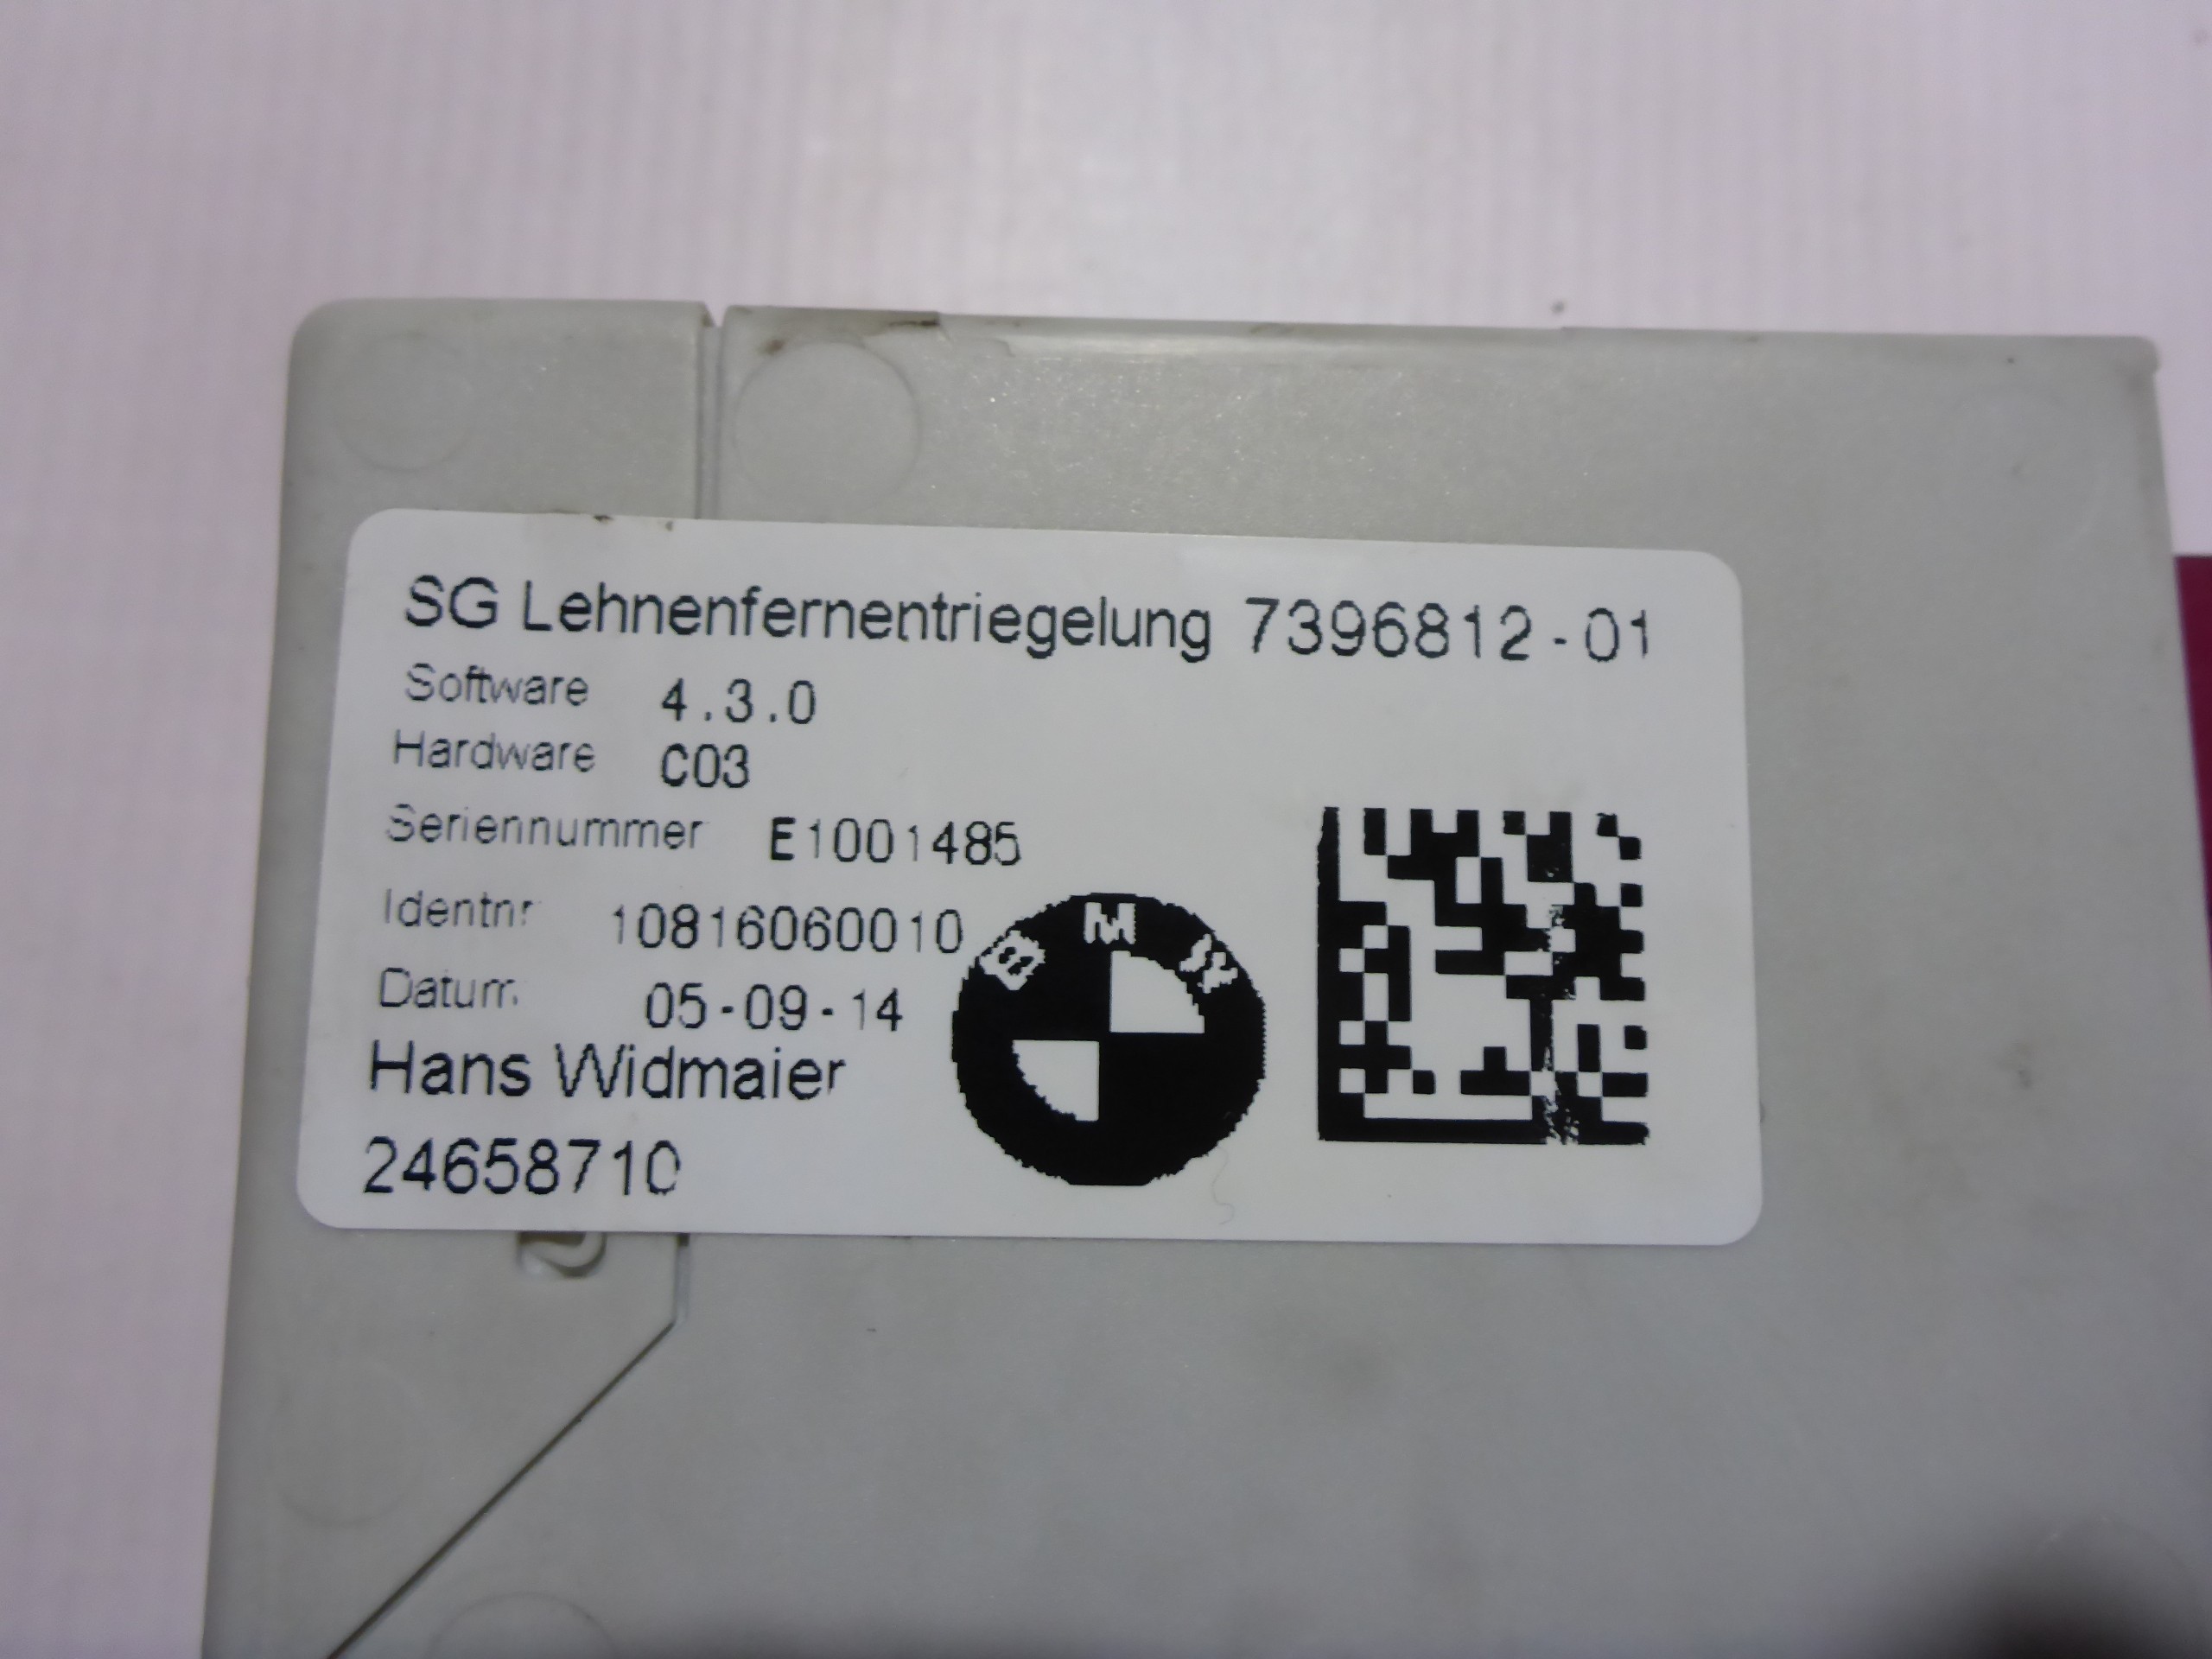 SG Lehnenfernentriegelung 7396812-01
Software 4.3.0
Hardware C03
Seriennummer E1001485
Identnr 10816060010
Datum 05-09-14
Hans Widmaier
24658710
BMW